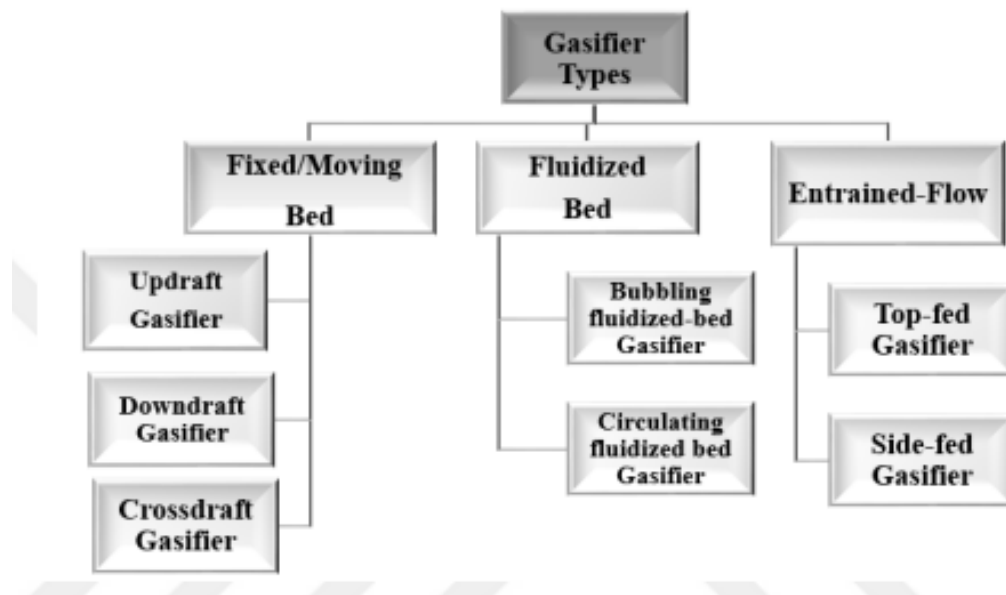 Gasifier
Types
Fixed/Moving
Bed
Fluidized
Bed
Entrained-Flow
Updraft
Gasifier
Downdraft
Gasifier
Crossdraft
Gasifier
Bubbling
fluidized-bed
Gasifier
Circulating
fluidized bed
Gasifier
Top-fed
Gasifier
Side-fed
Gasifier